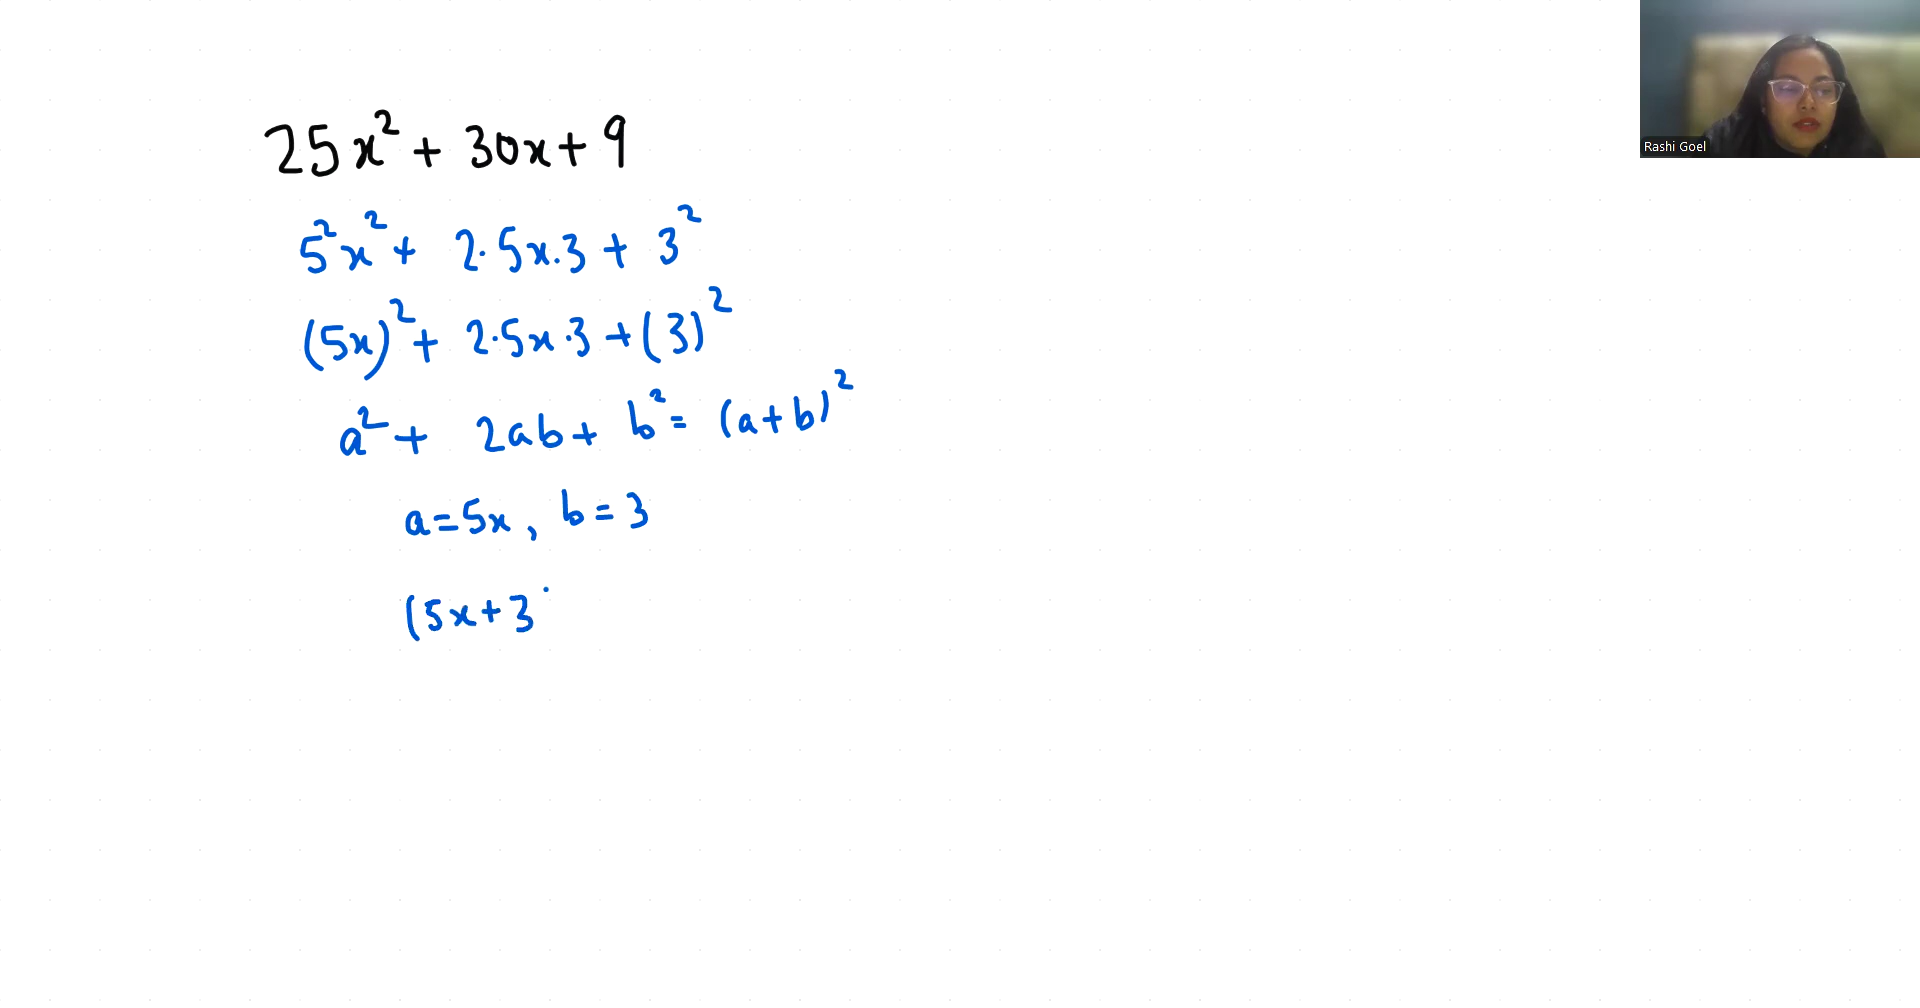 25x² + 30x + 9
5²x² + 2·5x·3 + 3²
(5x)² + 2·5x·3 + (3)²
a² + 2ab + b² = (a+b)²
a = 5x, b = 3
(5x+3
Rashi Goel